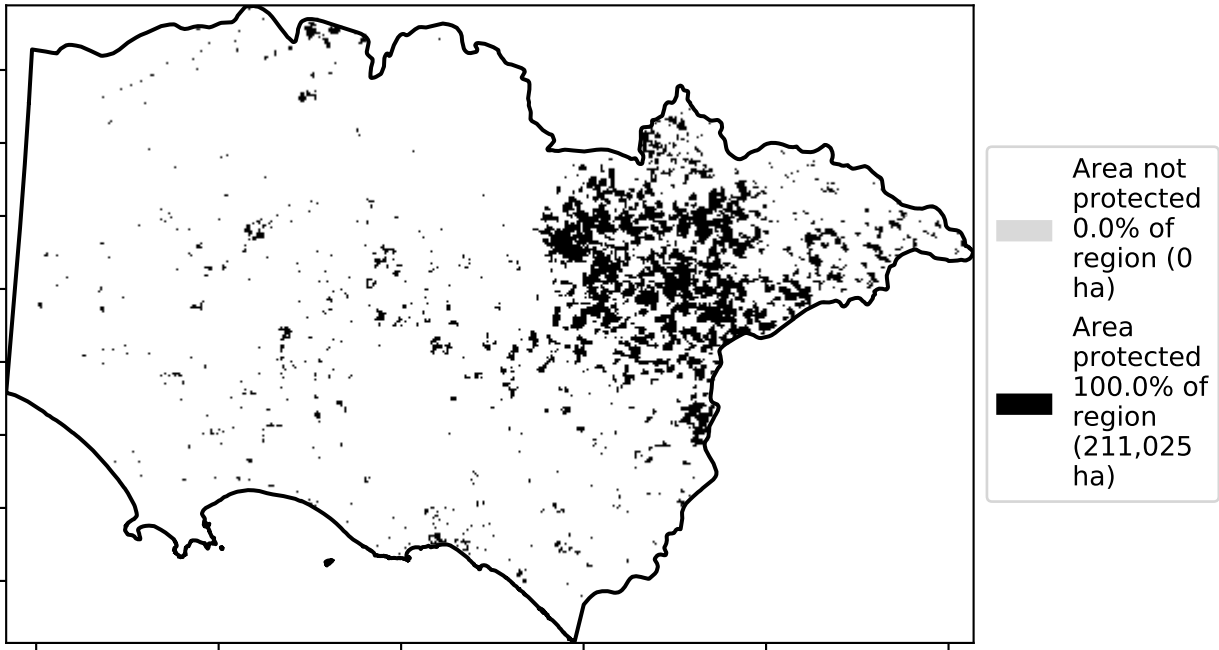 Area not
protected
0.0% of
region (0
ha)
Area
protected
100.0% of
region
(211,025
ha)